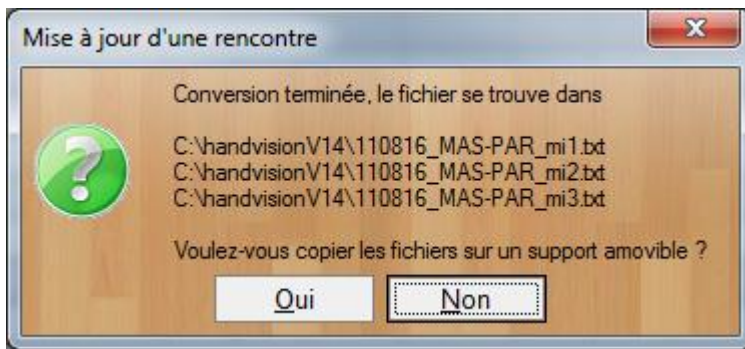 Mise à jour d'une rencontre
Conversion terminée, le fichier se trouve dans
C:\handvisionV14\110816_MAS-PAR_mi1.txt
C:\handvisionV14\110816_MAS-PAR_mi2.txt
C:\handvisionV14\110816_MAS-PAR_mi3.txt
Voulez-vous copier les fichiers sur un support amovible ?
Oui
Non